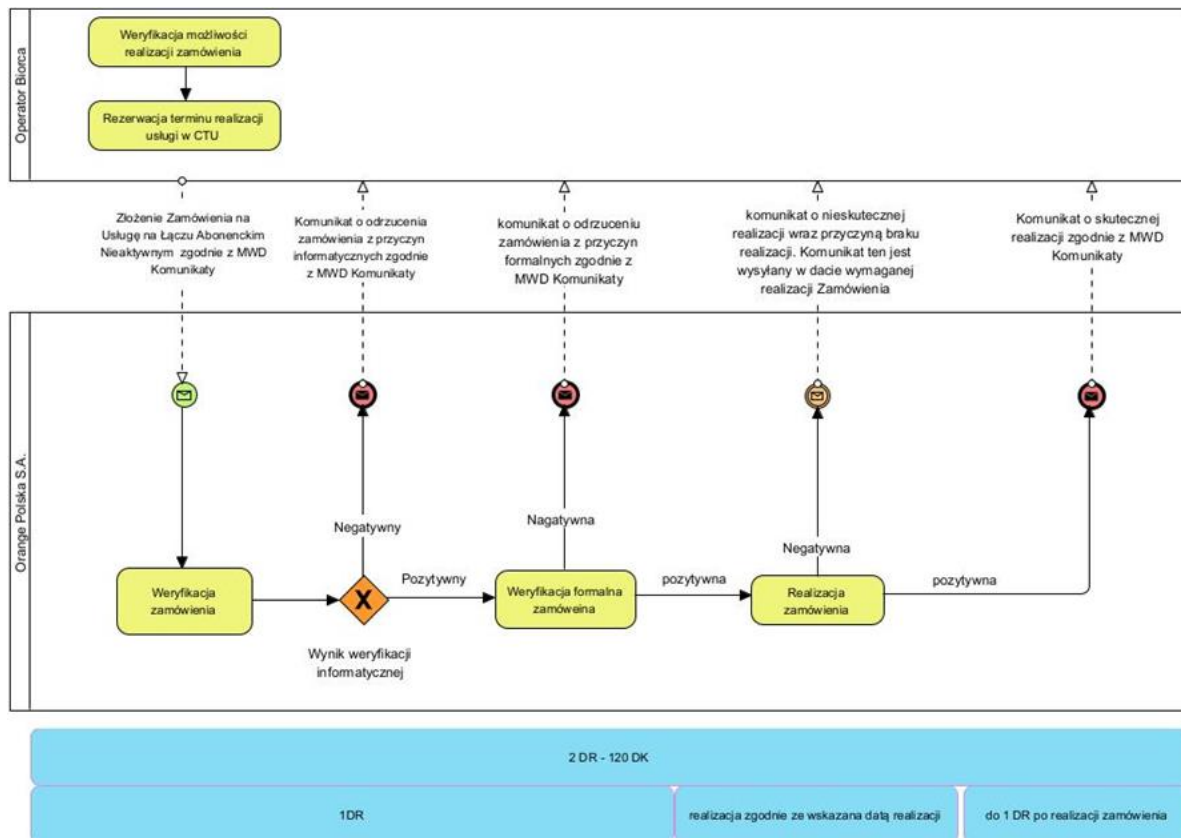 Operator Biorca
Weryfikacja możliwości
realizacji zamówienia
Rezerwacja terminu realizacji
usługi w CTU
Złożenie Zamówienia na
Usługę na Łączu Abonenckim
Nieaktywnym zgodnie z MWD
Komunikaty
Komunikat o odrzucenia
zamówienia z przyczyn
informatycznych zgodnie
z MWD Komunikaty
komunikat o odrzuceniu
zamówienia z przyczyn
formalnych zgodnie z
MWD Komunikaty
komunikat o nieskutecznej
realizacji wraz przyczyną braku
realizacji. Komunikat ten jest
wysyłany w dacie wymaganej
realizacji Zamówienia
Komunikat o skutecznej
realizacji zgodnie z MWD
Komunikaty
Orange Polska S.A.
Negatywny
Nagatywna
Negatywna
Weryfikacja
zamówienia
Pozytywny
Weryfikacja formalna
zamóweina
pozytywna
Realizacja
zamówienia
pozytywna
X
Wynik weryfikacji
informatycznej
2 DR - 120 DK
1DR
realizacja zgodnie ze wskazana datą realizacji
do 1 DR po realizacji zamówienia